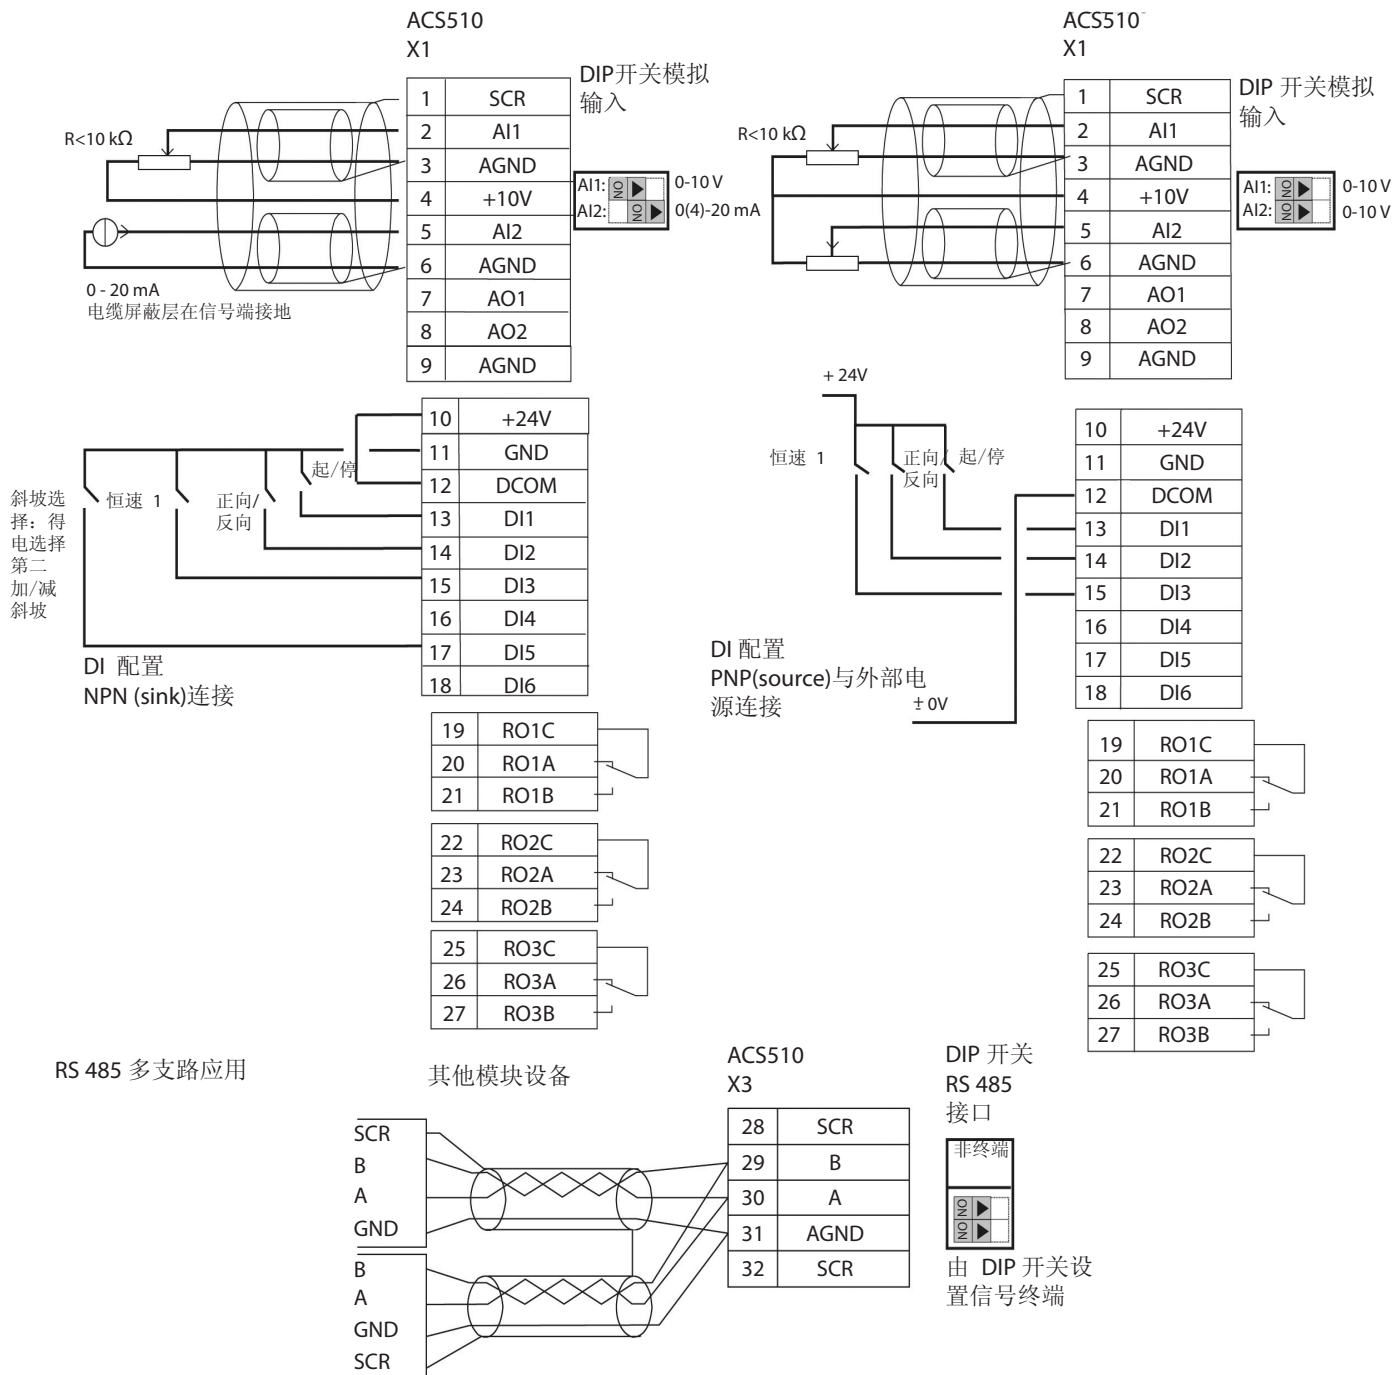 ACS510
X1
DIP开关模拟
输入
1 SCR
2 AI1
3 AGND
4 +10V
5 AI2
6 AGND
7 AO1
8 AO2
9 AGND
R<10 kΩ
0 - 20 mA
电缆屏蔽层在信号端接地
AI1: ON 0-10 V
AI2: ON 0(4)-20 mA
10 +24V
11 GND
12 DCOM
13 DI1
14 DI2
15 DI3
16 DI4
17 DI5
18 DI6
斜坡选
择：得
电选择
第二
加/减
斜坡
恒速 1
正向/
反向
起/停
DI 配置
NPN (sink)连接
19 RO1C
20 RO1A
21 RO1B
22 RO2C
23 RO2A
24 RO2B
25 RO3C
26 RO3A
27 RO3B
ACS510
X1
DIP 开关模拟
输入
1 SCR
2 AI1
3 AGND
4 +10V
5 AI2
6 AGND
7 AO1
8 AO2
9 AGND
R<10 kΩ
AI1: ON 0-10 V
AI2: ON 0-10 V
+ 24V
恒速 1
正向/
反向
起/停
10 +24V
11 GND
12 DCOM
13 DI1
14 DI2
15 DI3
16 DI4
17 DI5
18 DI6
DI 配置
PNP(source)与外部电
源连接
± 0V
19 RO1C
20 RO1A
21 RO1B
22 RO2C
23 RO2A
24 RO2B
25 RO3C
26 RO3A
27 RO3B
RS 485 多支路应用
其他模块设备
SCR
B
A
GND
B
A
GND
SCR
ACS510
X3
28 SCR
29 B
30 A
31 AGND
32 SCR
DIP 开关
RS 485
接口
非终端
ON
ON
由 DIP 开关设
置信号终端